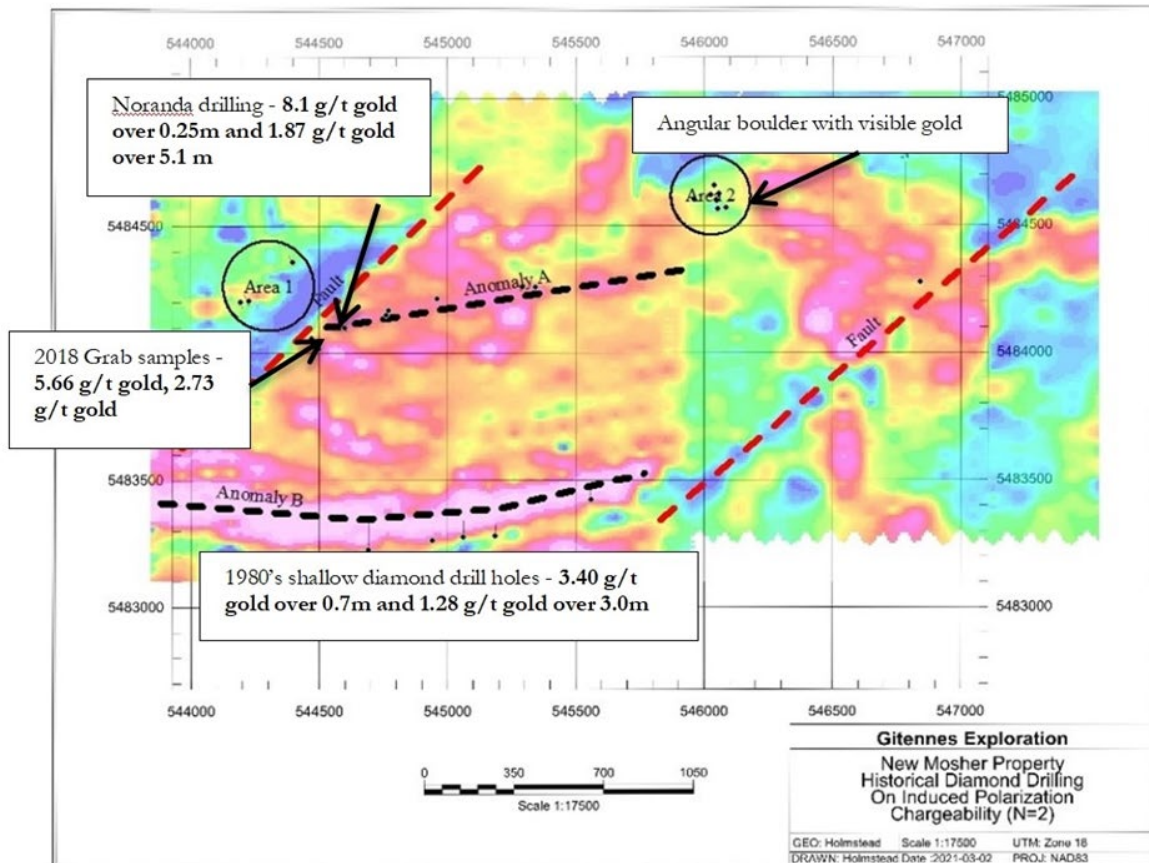 544000 544500 545000 545500 546000 546500 547000
5485000
Noranda drilling - 8.1 g/t gold
over 0.25m and 1.87 g/t gold
over 5.1 m
Angular boulder with visible gold
Area 2
5484500
5484500
Area 1
Fault
Anomaly A
2018 Grab samples -
5.66 g/t gold, 2.73
g/t gold
5484000
Fault
5483500
5483500
Anomaly B
1980's shallow diamond drill holes - 3.40 g/t
gold over 0.7m and 1.28 g/t gold over 3.0m
5483000
5483000
544000 544500 545000 545500 546000 546500 547000
0 350 700 1050
Scale 1:17500
Gitennes Exploration
New Mosher Property
Historical Diamond Drilling
On Induced Polarization
Chargeability (N=2)
GEO: Holmstead Scale 1:17500 UTM: Zone 18
DRAWN: Holmstead Date :2021-03-02 PROJ: NAD83